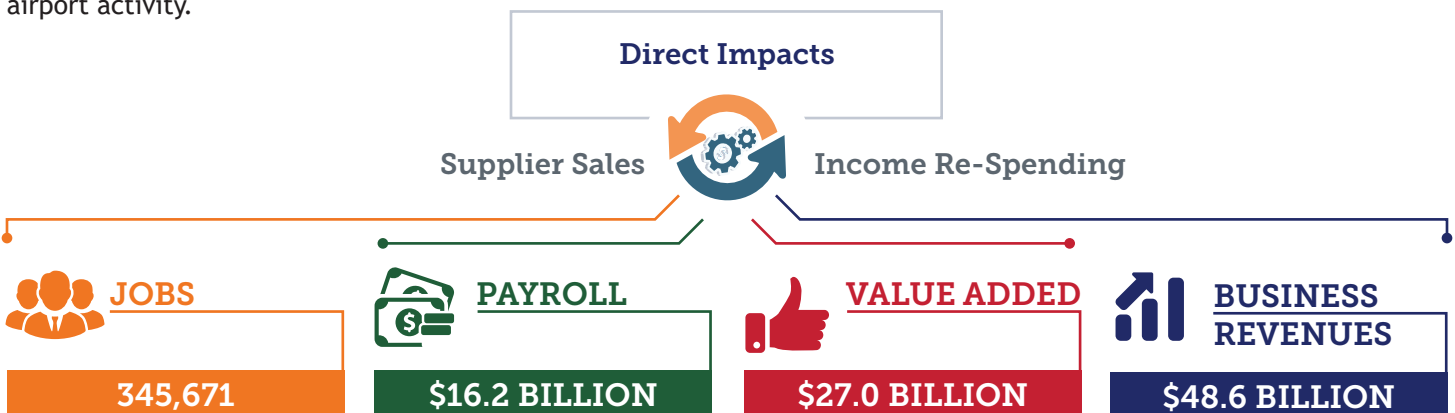 airport activity.
Direct Impacts
Supplier Sales
Income Re-Spending
JOBS
345,671
PAYROLL
$16.2 BILLION
VALUE ADDED
$27.0 BILLION
BUSINESS
REVENUES
$48.6 BILLION